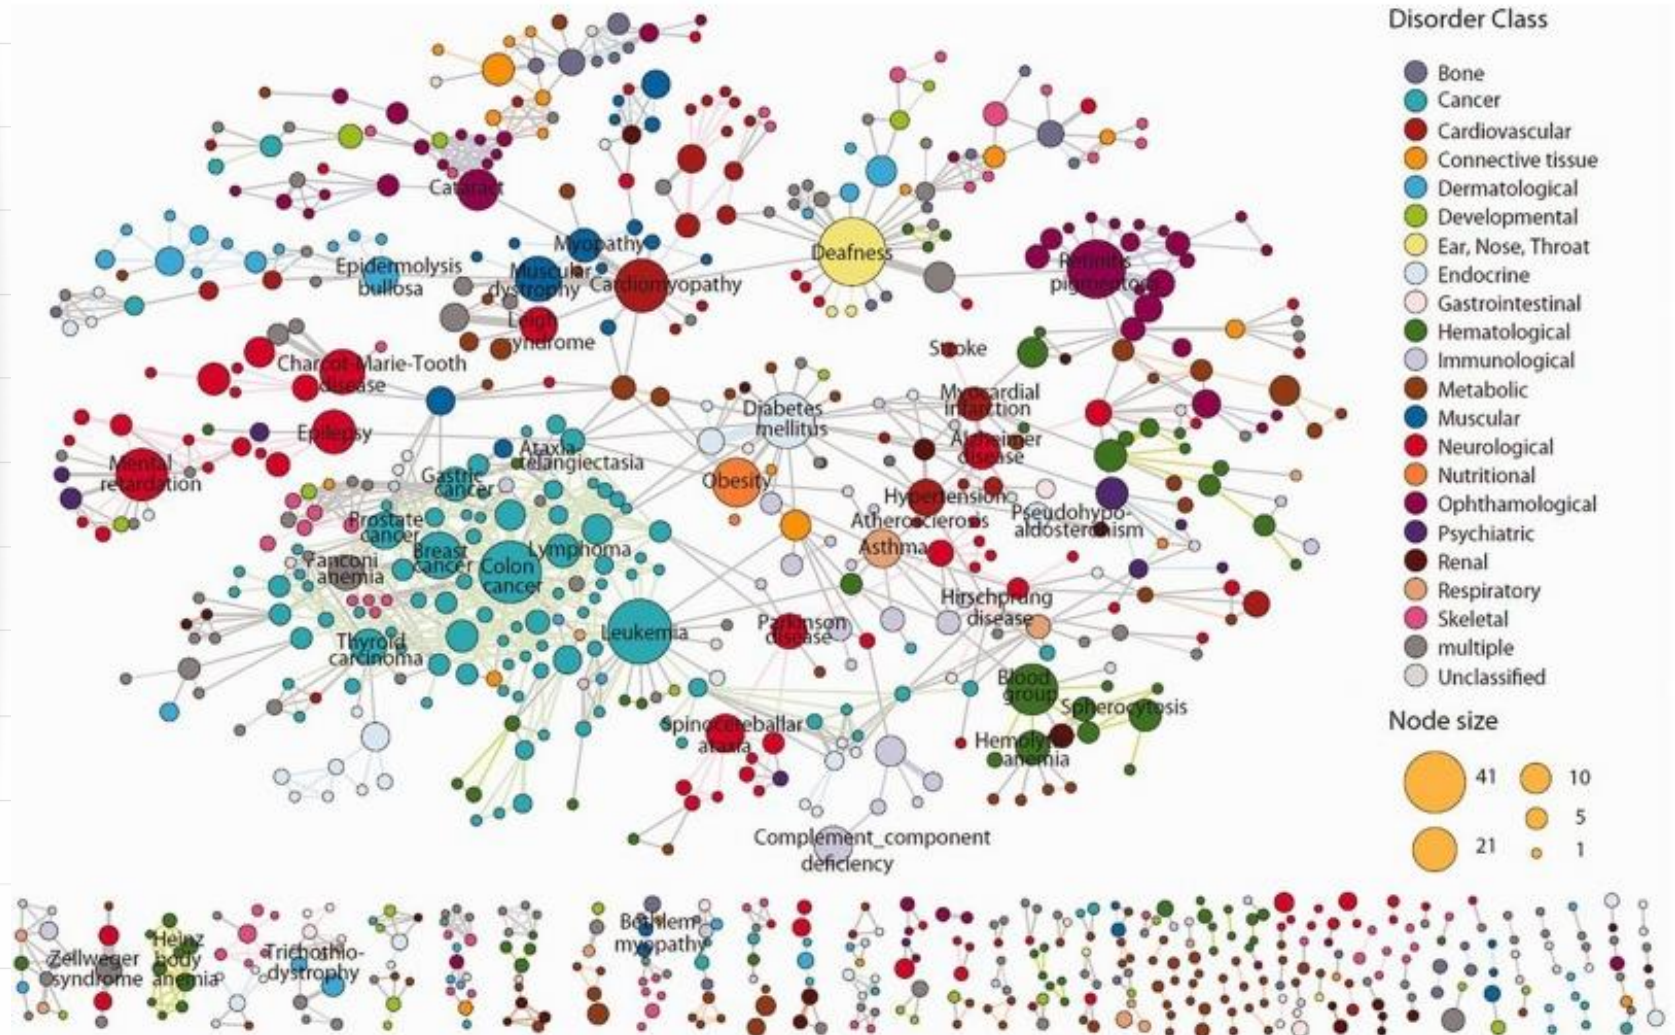 Cataract
Myopathy
Epidermolysis
bullosa
Muscular
dystrophy
Cardiomyopathy
Deafness
Retinitis
pigmentosa
Leigh
syndrome
Charcot-Marie-Tooth
disease
Stroke
Myocardial
infarction
Diabetes
mellitus
Epilepsy
Alzheimer
disease
Mental
retardation
Ataxia-
telangiectasia
Gastric
cancer
Obesity
Hypertension
Pseudohypo-
aldosteronism
Prostate
cancer
Atherosclerosis
Asthma
Breast
cancer
Lymphoma
Colon
cancer
Fanconi
anemia
Hirschprung
disease
Parkinson
disease
Leukemia
Thyroid
carcinoma
Blood
group
Spherocytosis
Spinocereballar
ataxia
Hemolytic
anemia
Complement_component
deficiency
Zellweger
syndrome
Heinz
body
anemia
Trichothio-
dystrophy
Bethlem
myopathy
Disorder Class
Bone
Cancer
Cardiovascular
Connective tissue
Dermatological
Developmental
Ear, Nose, Throat
Endocrine
Gastrointestinal
Hematological
Immunological
Metabolic
Muscular
Neurological
Nutritional
Ophthamological
Psychiatric
Renal
Respiratory
Skeletal
multiple
Unclassified
Node size
41 10
5
21 1